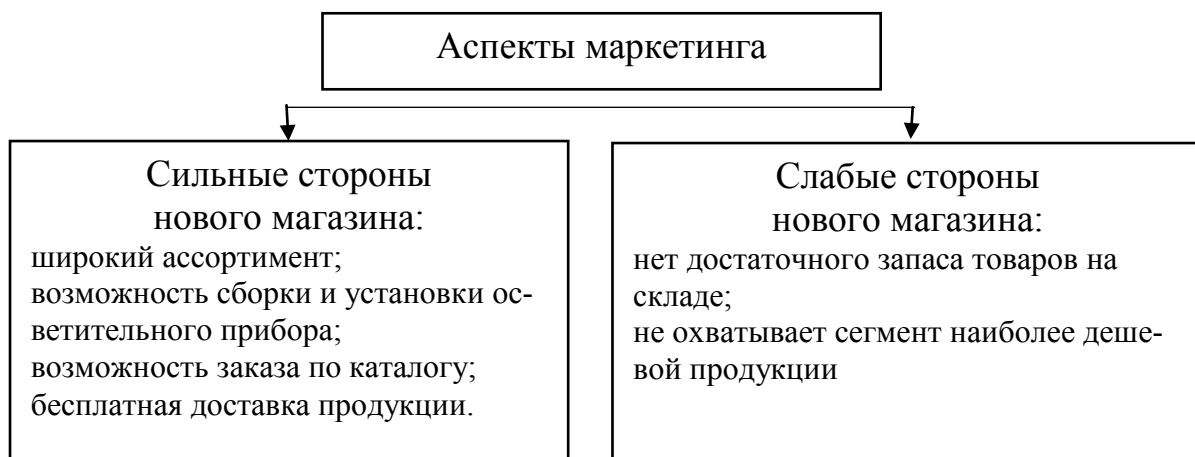 Аспекты маркетинга
Сильные стороны
нового магазина:
широкий ассортимент;
возможность сборки и установки ос-
ветительного прибора;
возможность заказа по каталогу;
бесплатная доставка продукции.
Слабые стороны
нового магазина:
нет достаточного запаса товаров на
складе;
не охватывает сегмент наиболее деше-
вой продукции